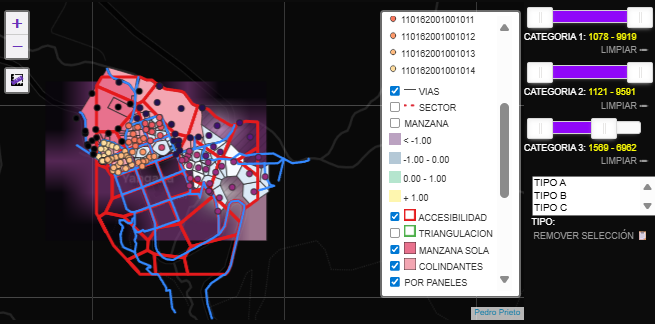 +
−
110162001001011
110162001001012
110162001001013
110162001001014
VIAS
SECTOR
MANZANA
< -1.00
-1.00 - 0.00
0.00 - 1.00
+ 1.00
ACCESIBILIDAD
TRIANGULACION
MANZANA SOLA
COLINDANTES
POR PANELES
Pedro Prieto
CATEGORIA 1: 1078 - 9919
LIMPIAR
CATEGORIA 2: 1121 - 9591
LIMPIAR
CATEGORIA 3: 1569 - 6962
LIMPIAR
TIPO A
TIPO B
TIPO C
TIPO:
REMOVER SELECCIÓN